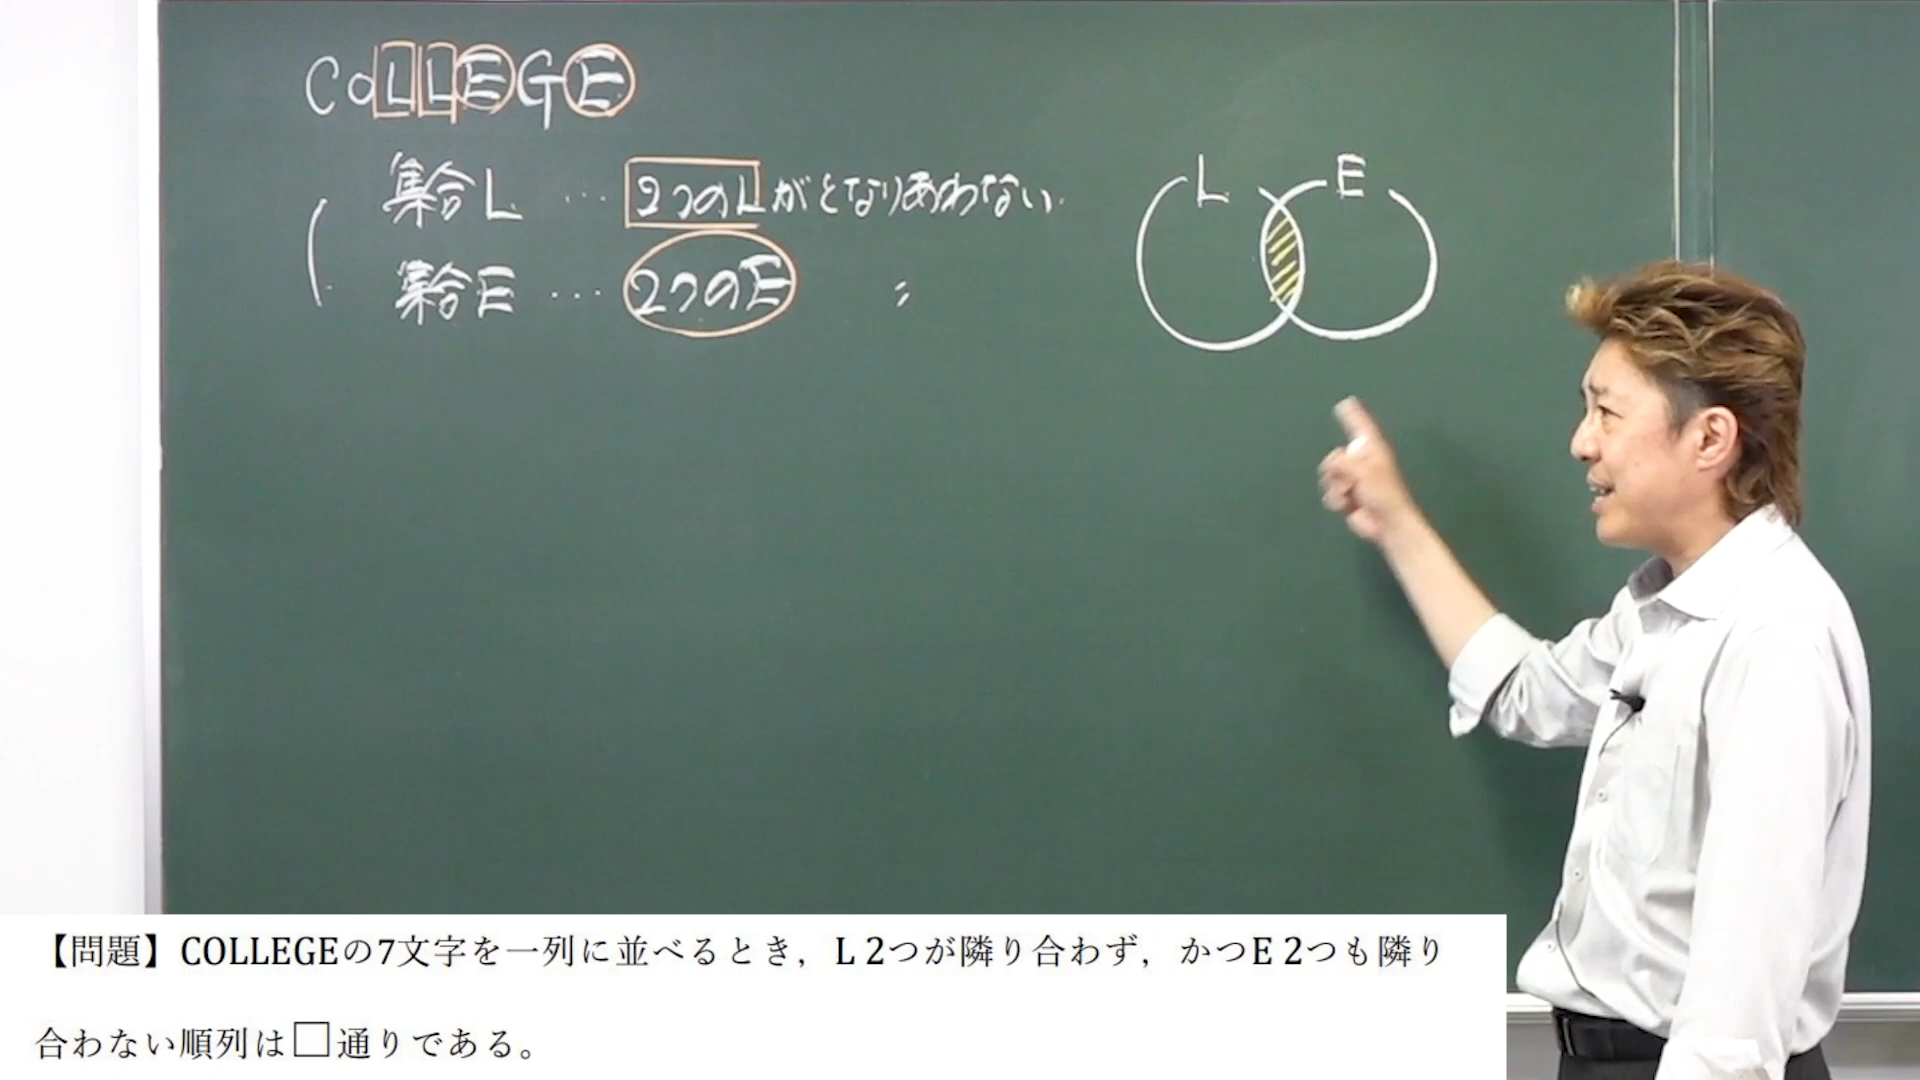 COLLEGE
集合L … 2つのLがとなりあわない.
集合E … 2つのE 〃
L E
【問題】COLLEGEの7文字を一列に並べるとき，L 2つが隣り合わず，かつE 2つも隣り
合わない順列は□通りである。